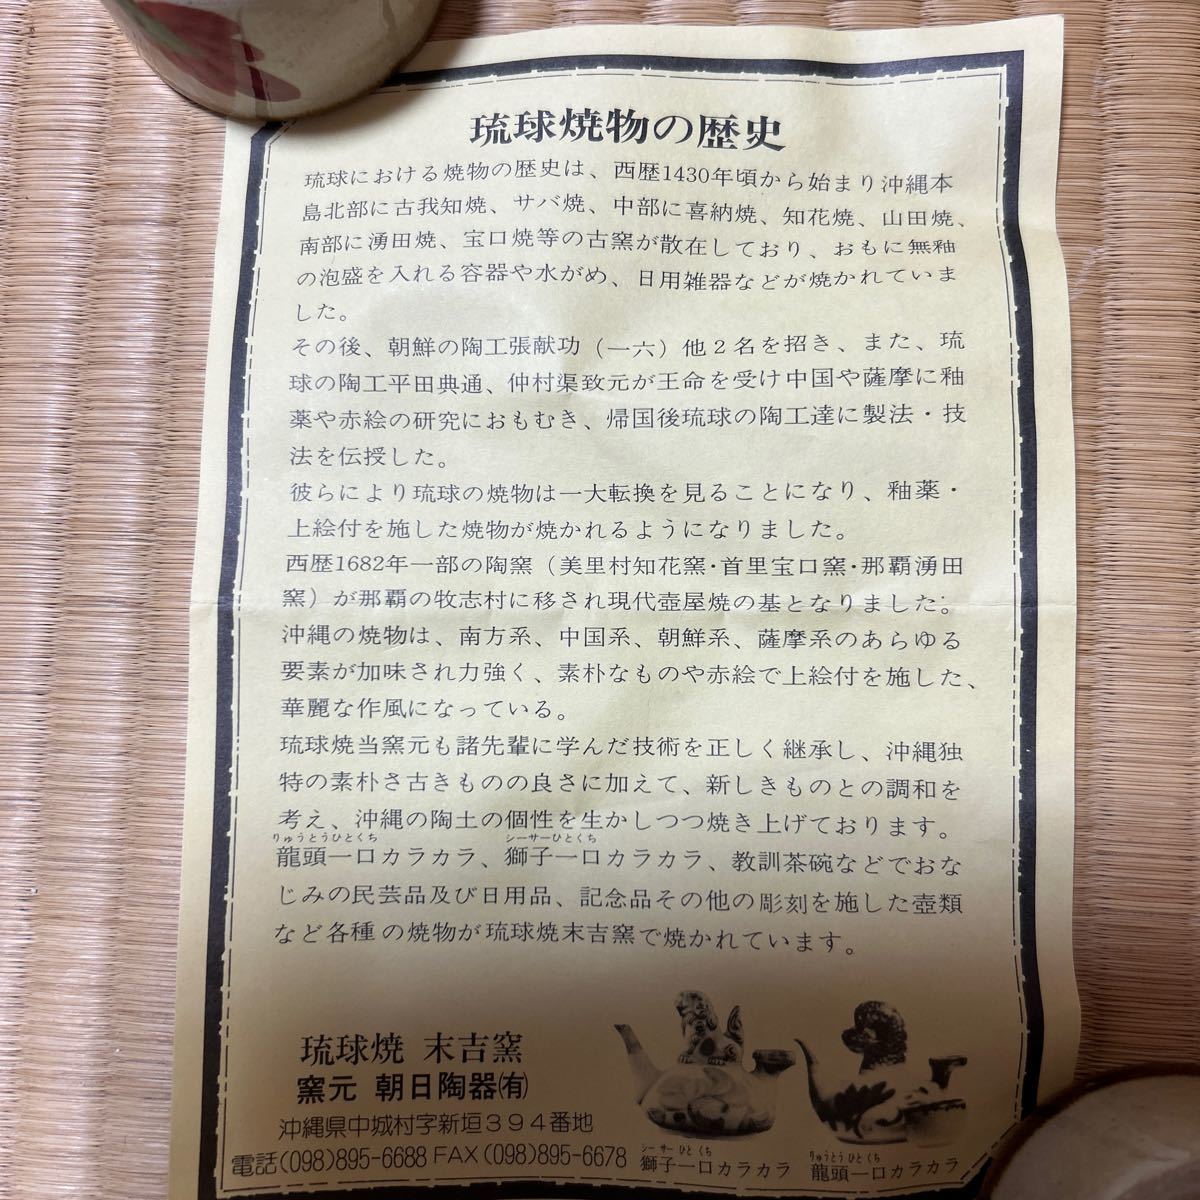 琉球焼物の歴史
琉球における焼物の歴史は、西歴1430年頃から始まり沖縄本
島北部に古我知焼、サバ焼、中部に喜納焼、知花焼、山田焼、
南部に湧田焼、宝口焼等の古窯が散在しており、おもに無釉
の泡盛を入れる容器や水がめ、日用雑器などが焼かれていま
した。
その後、朝鮮の陶工張献功（一六）他２名を招き、また、琉
球の陶工平田典通、仲村渠致元が王命を受け中国や薩摩に釉
薬や赤絵の研究におもむき、帰国後琉球の陶工達に製法・技
法を伝授した。
彼らにより琉球の焼物は一大転換を見ることになり、釉薬・
上絵付を施した焼物が焼かれるようになりました。
西歴1682年一部の陶窯（美里村知花窯・首里宝口窯・那覇湧田
窯）が那覇の牧志村に移され現代壺屋焼の基となりました。
沖縄の焼物は、南方系、中国系、朝鮮系、薩摩系のあらゆる
要素が加味され力強く、素朴なものや赤絵で上絵付を施した、
華麗な作風になっている。
琉球焼当窯元も諸先輩に学んだ技術を正しく継承し、沖縄独
特の素朴さ古きものの良さに加えて、新しきものとの調和を
考え、沖縄の陶土の個性を生かしつつ焼き上げております。
りゅうとうひとくち シーサーひとくち
龍頭一口カラカラ、獅子一口カラカラ、教訓茶碗などでおな
じみの民芸品及び日用品、記念品その他の彫刻を施した壺類
など各種の焼物が琉球焼末吉窯で焼かれています。
琉球焼 末吉窯
窯元 朝日陶器㈲
沖縄県中城村字新垣３９４番地
電話(098)895-6688 FAX(098)895-6678
シーサーひとくち
獅子一口カラカラ
りゅうとうひとくち
龍頭一口カラカラ